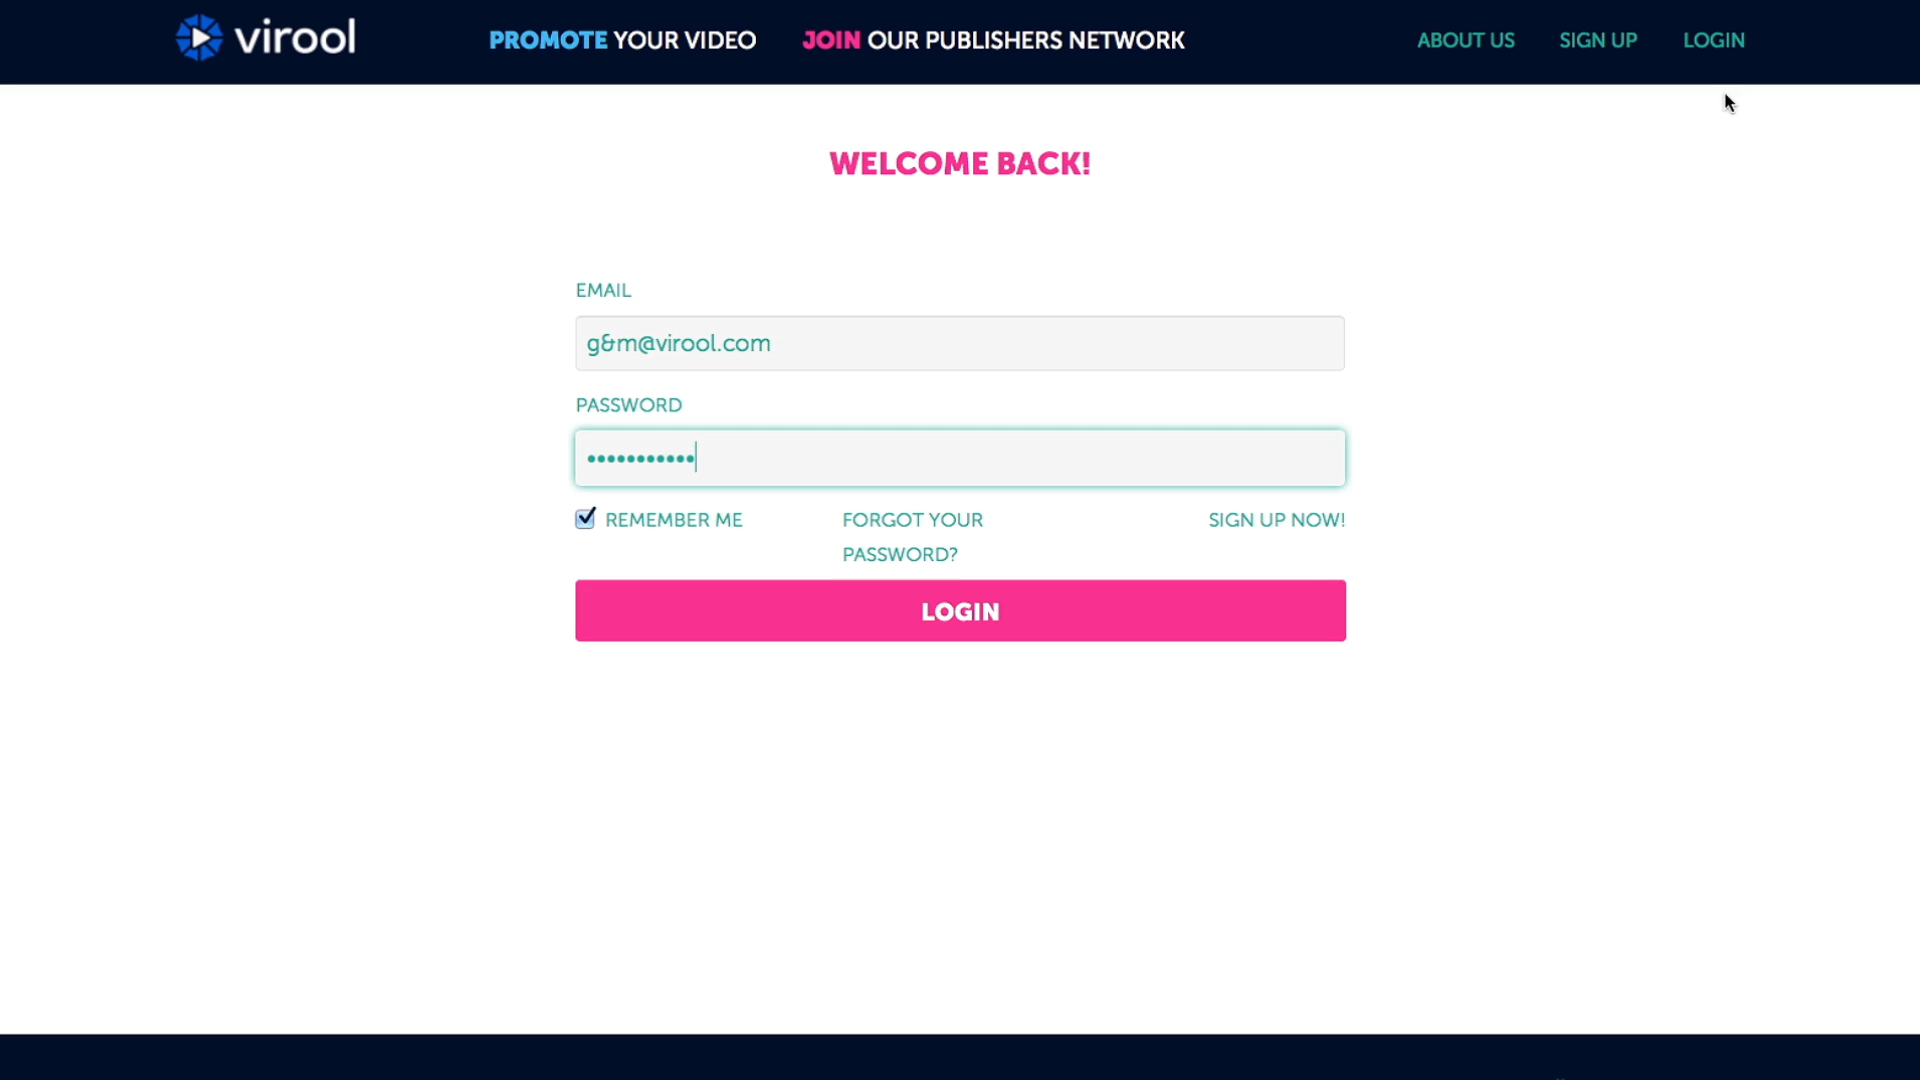 virool
PROMOTE YOUR VIDEO
JOIN OUR PUBLISHERS NETWORK
ABOUT US
SIGN UP
LOGIN
WELCOME BACK!
EMAIL
g&m@virool.com
PASSWORD
•••••••••••
REMEMBER ME
FORGOT YOUR
PASSWORD?
SIGN UP NOW!
LOGIN